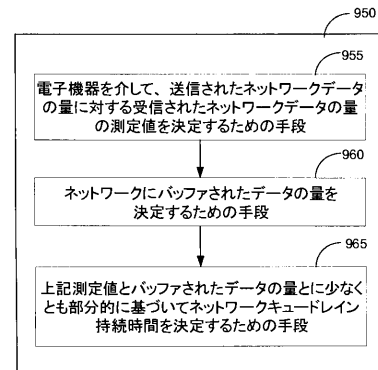 950
955
電子機器を介して、送信されたネットワークデータ
の量に対する受信されたネットワークデータの量
の測定値を決定するための手段
960
ネットワークにバッファされたデータの量を
決定するための手段
965
上記測定値とバッファされたデータの量とに少なく
とも部分的に基づいてネットワークキュードレイン
持続時間を決定するための手段